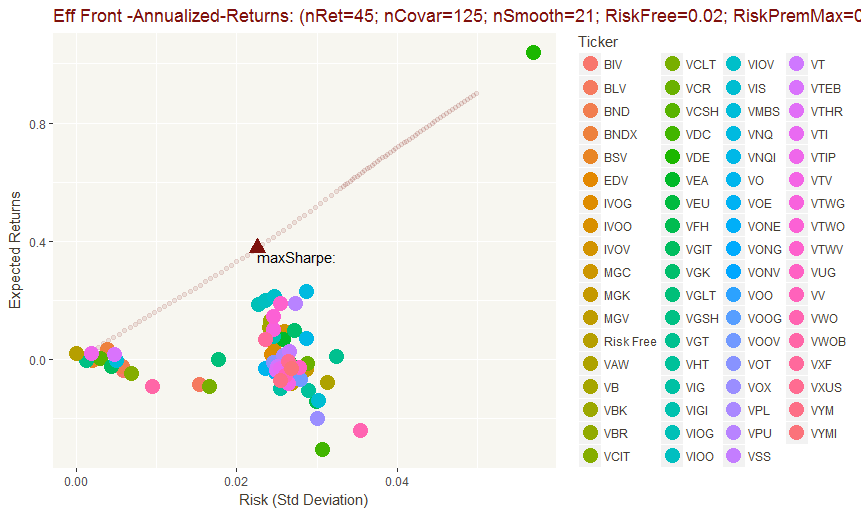 Eff Front -Annualized-Returns: (nRet=45; nCovar=125; nSmooth=21; RiskFree=0.02; RiskPremMax=0
Expected Returns
0.8
0.4
0.0
maxSharpe:
0.00 0.02 0.04
Risk (Std Deviation)
Ticker
BIV
BLV
BND
BNDX
BSV
EDV
IVOG
IVOO
IVOV
MGC
MGK
MGV
Risk Free
VAW
VB
VBK
VBR
VCIT
VCLT
VCR
VCSH
VDC
VDE
VEA
VEU
VFH
VGIT
VGK
VGLT
VGSH
VGT
VHT
VIG
VIGI
VIOG
VIOO
VIOV
VIS
VMBS
VNQ
VNQI
VO
VOE
VONE
VONG
VONV
VOO
VOOG
VOOV
VOT
VOX
VPL
VPU
VSS
VT
VTEB
VTHR
VTI
VTIP
VTV
VTWG
VTWO
VTWV
VUG
VV
VWO
VWOB
VXF
VXUS
VYM
VYMI